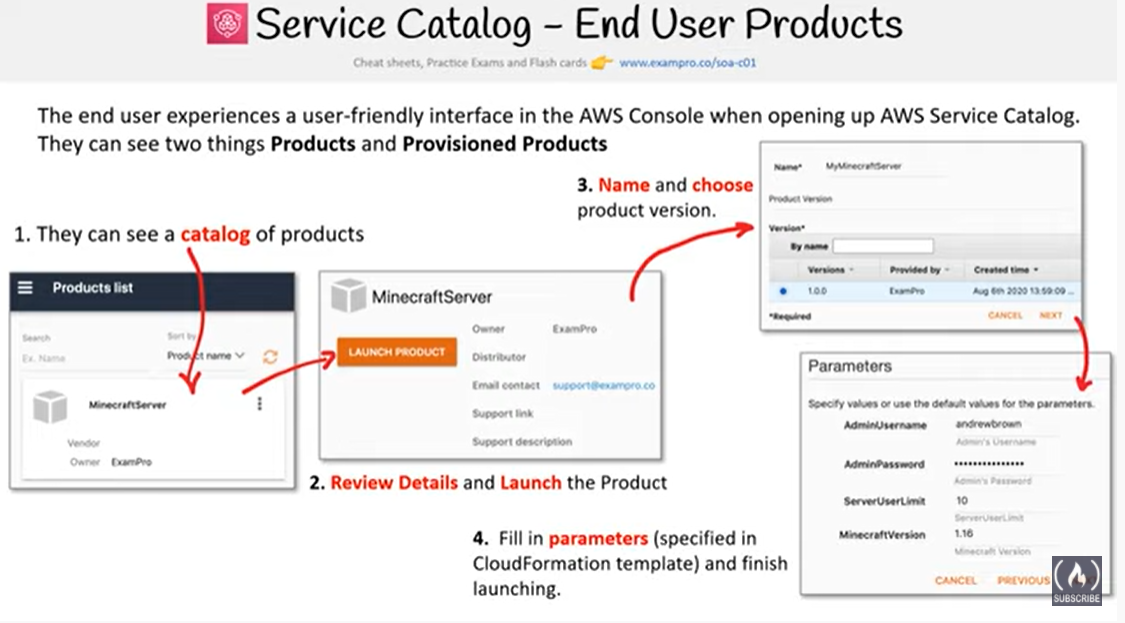 Service Catalog – End User Products
Cheat sheets, Practice Exams and Flash cards 👉 www.exampro.co/soa-c01
The end user experiences a user-friendly interface in the AWS Console when opening up AWS Service Catalog.
They can see two things Products and Provisioned Products
1. They can see a catalog of products
Products list
Search
Sort by
Ex. Name
Product name
MinecraftServer
Vendor
Owner ExamPro
MinecraftServer
LAUNCH PRODUCT
Owner ExamPro
Distributor
Email contact support@exampro.co
Support link
Support description
2. Review Details and Launch the Product
3. Name and choose
product version.
Name* MyMinecraftServer
Product Version
Version*
By name
Versions Provided by Created time
1.0.0 ExamPro Aug 6th 2020 13:59:09 ...
*Required CANCEL NEXT
4. Fill in parameters (specified in
CloudFormation template) and finish
launching.
Parameters
Specify values or use the default values for the parameters.
AdminUsername andrewbrown
Admin's Username
AdminPassword •••••••••••••••
Admin's Password
ServerUserLimit 10
ServerUserLimit
MinecraftVersion 1.16
Minecraft Version
CANCEL PREVIOUS
SUBSCRIBE